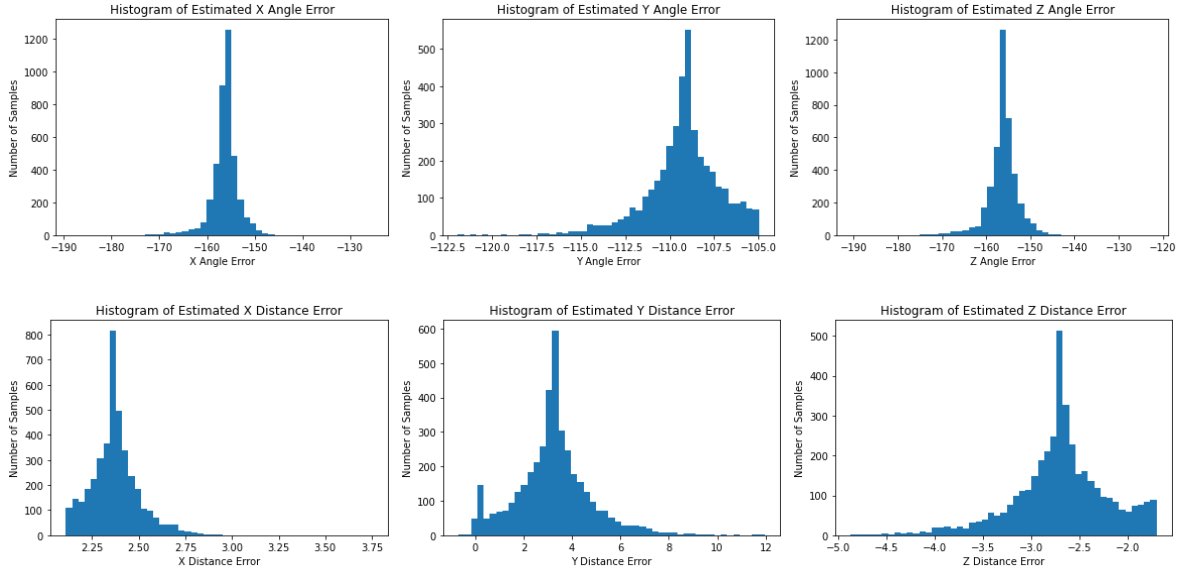 Histogram of Estimated X Angle Error
Number of Samples
1200
1000
800
600
400
200
0
−190 −180 −170 −160 −150 −140 −130
X Angle Error
Histogram of Estimated Y Angle Error
Number of Samples
500
400
300
200
100
0
−122.5 −120.0 −117.5 −115.0 −112.5 −110.0 −107.5 −105.0
Y Angle Error
Histogram of Estimated Z Angle Error
Number of Samples
1200
1000
800
600
400
200
0
−190 −180 −170 −160 −150 −140 −130 −120
Z Angle Error
Histogram of Estimated X Distance Error
Number of Samples
800
700
600
500
400
300
200
100
0
2.25 2.50 2.75 3.00 3.25 3.50 3.75
X Distance Error
Histogram of Estimated Y Distance Error
Number of Samples
600
500
400
300
200
100
0
0 2 4 6 8 10 12
Y Distance Error
Histogram of Estimated Z Distance Error
Number of Samples
500
400
300
200
100
0
−5.0 −4.5 −4.0 −3.5 −3.0 −2.5 −2.0
Z Distance Error